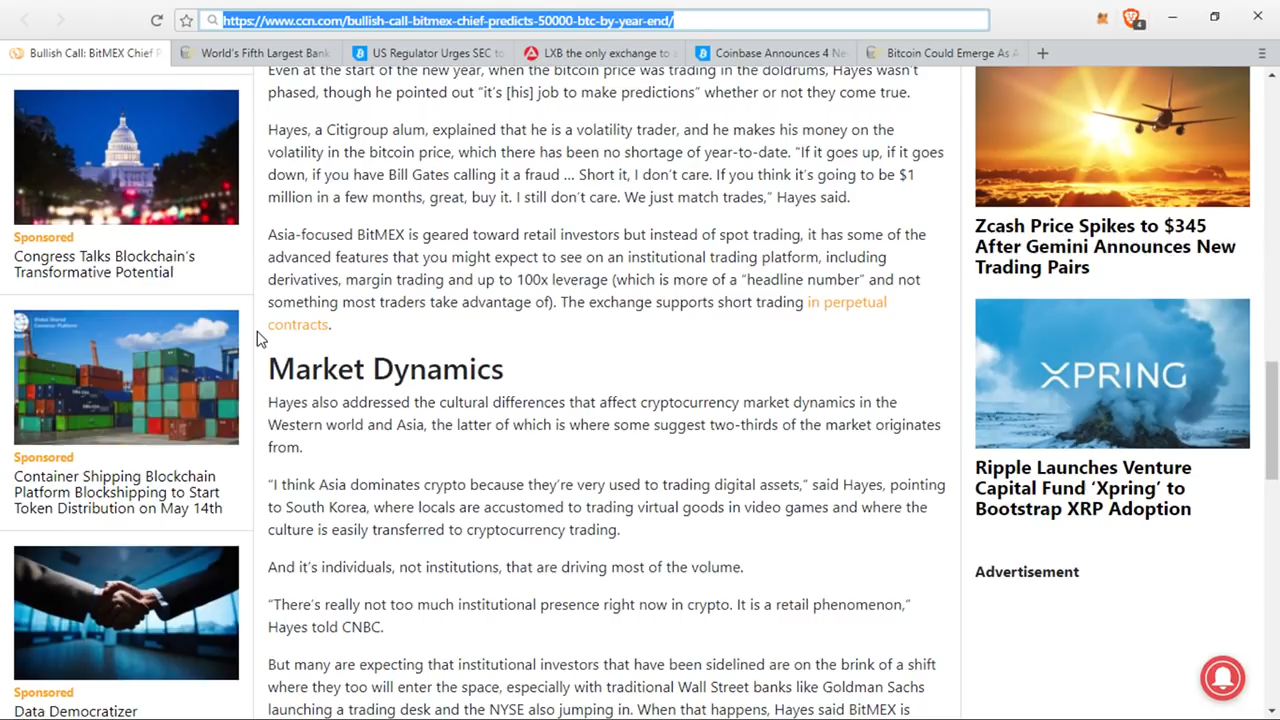 https://www.ccn.com/bullish-call-bitmex-chief-predicts-50000-btc-by-year-end/
4
Bullish Call: BitMEX Chief P
World's Fifth Largest Bank
US Regulator Urges SEC to
LXB the only exchange to
Coinbase Announces 4 Ne
Bitcoin Could Emerge As A
Sponsored
Congress Talks Blockchain's
Transformative Potential
Global Shared
Container Platform
Sponsored
Container Shipping Blockchain
Platform Blockshipping to Start
Token Distribution on May 14th
Sponsored
Data Democratizer
Even at the start of the new year, when the bitcoin price was trading in the doldrums, Hayes wasn't
phased, though he pointed out “it's [his] job to make predictions” whether or not they come true.
Hayes, a Citigroup alum, explained that he is a volatility trader, and he makes his money on the
volatility in the bitcoin price, which there has been no shortage of year-to-date. “If it goes up, if it goes
down, if you have Bill Gates calling it a fraud … Short it, I don't care. If you think it's going to be $1
million in a few months, great, buy it. I still don't care. We just match trades,” Hayes said.
Asia-focused BitMEX is geared toward retail investors but instead of spot trading, it has some of the
advanced features that you might expect to see on an institutional trading platform, including
derivatives, margin trading and up to 100x leverage (which is more of a “headline number” and not
something most traders take advantage of). The exchange supports short trading in perpetual
contracts.
Market Dynamics
Hayes also addressed the cultural differences that affect cryptocurrency market dynamics in the
Western world and Asia, the latter of which is where some suggest two-thirds of the market originates
from.
“I think Asia dominates crypto because they're very used to trading digital assets,” said Hayes, pointing
to South Korea, where locals are accustomed to trading virtual goods in video games and where the
culture is easily transferred to cryptocurrency trading.
And it's individuals, not institutions, that are driving most of the volume.
“There's really not too much institutional presence right now in crypto. It is a retail phenomenon,”
Hayes told CNBC.
But many are expecting that institutional investors that have been sidelined are on the brink of a shift
where they too will enter the space, especially with traditional Wall Street banks like Goldman Sachs
launching a trading desk and the NYSE also jumping in. When that happens, Hayes said BitMEX is
Zcash Price Spikes to $345
After Gemini Announces New
Trading Pairs
XPRING
Ripple Launches Venture
Capital Fund ‘Xpring’ to
Bootstrap XRP Adoption
Advertisement